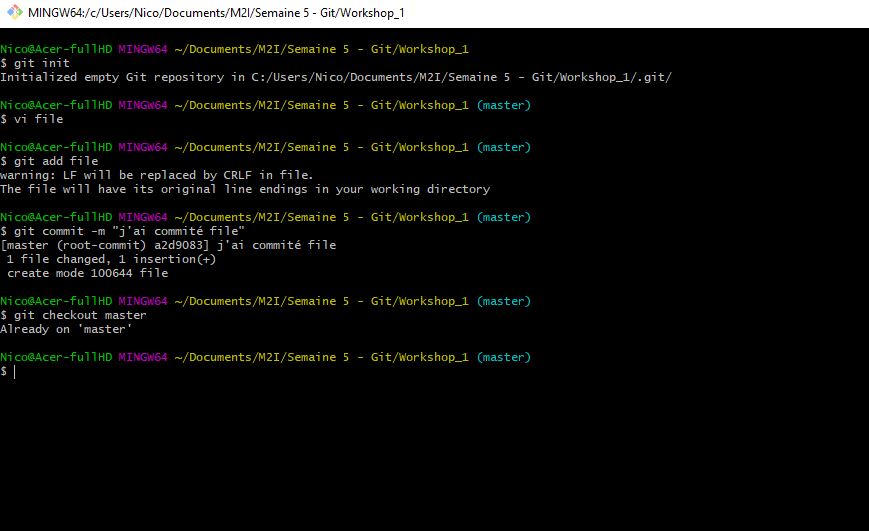 MINGW64:/c/Users/Nico/Documents/M2I/Semaine 5 - Git/Workshop_1
Nico@Acer-fullHD MINGW64 ~/Documents/M2I/Semaine 5 - Git/Workshop_1
$ git init
Initialized empty Git repository in C:/Users/Nico/Documents/M2I/Semaine 5 - Git/Workshop_1/.git/
Nico@Acer-fullHD MINGW64 ~/Documents/M2I/Semaine 5 - Git/Workshop_1 (master)
$ vi file
Nico@Acer-fullHD MINGW64 ~/Documents/M2I/Semaine 5 - Git/Workshop_1 (master)
$ git add file
warning: LF will be replaced by CRLF in file.
The file will have its original line endings in your working directory
Nico@Acer-fullHD MINGW64 ~/Documents/M2I/Semaine 5 - Git/Workshop_1 (master)
$ git commit -m "j'ai commité file"
[master (root-commit) a2d9083] j'ai commité file
1 file changed, 1 insertion(+)
create mode 100644 file
Nico@Acer-fullHD MINGW64 ~/Documents/M2I/Semaine 5 - Git/Workshop_1 (master)
$ git checkout master
Already on 'master'
Nico@Acer-fullHD MINGW64 ~/Documents/M2I/Semaine 5 - Git/Workshop_1 (master)
$